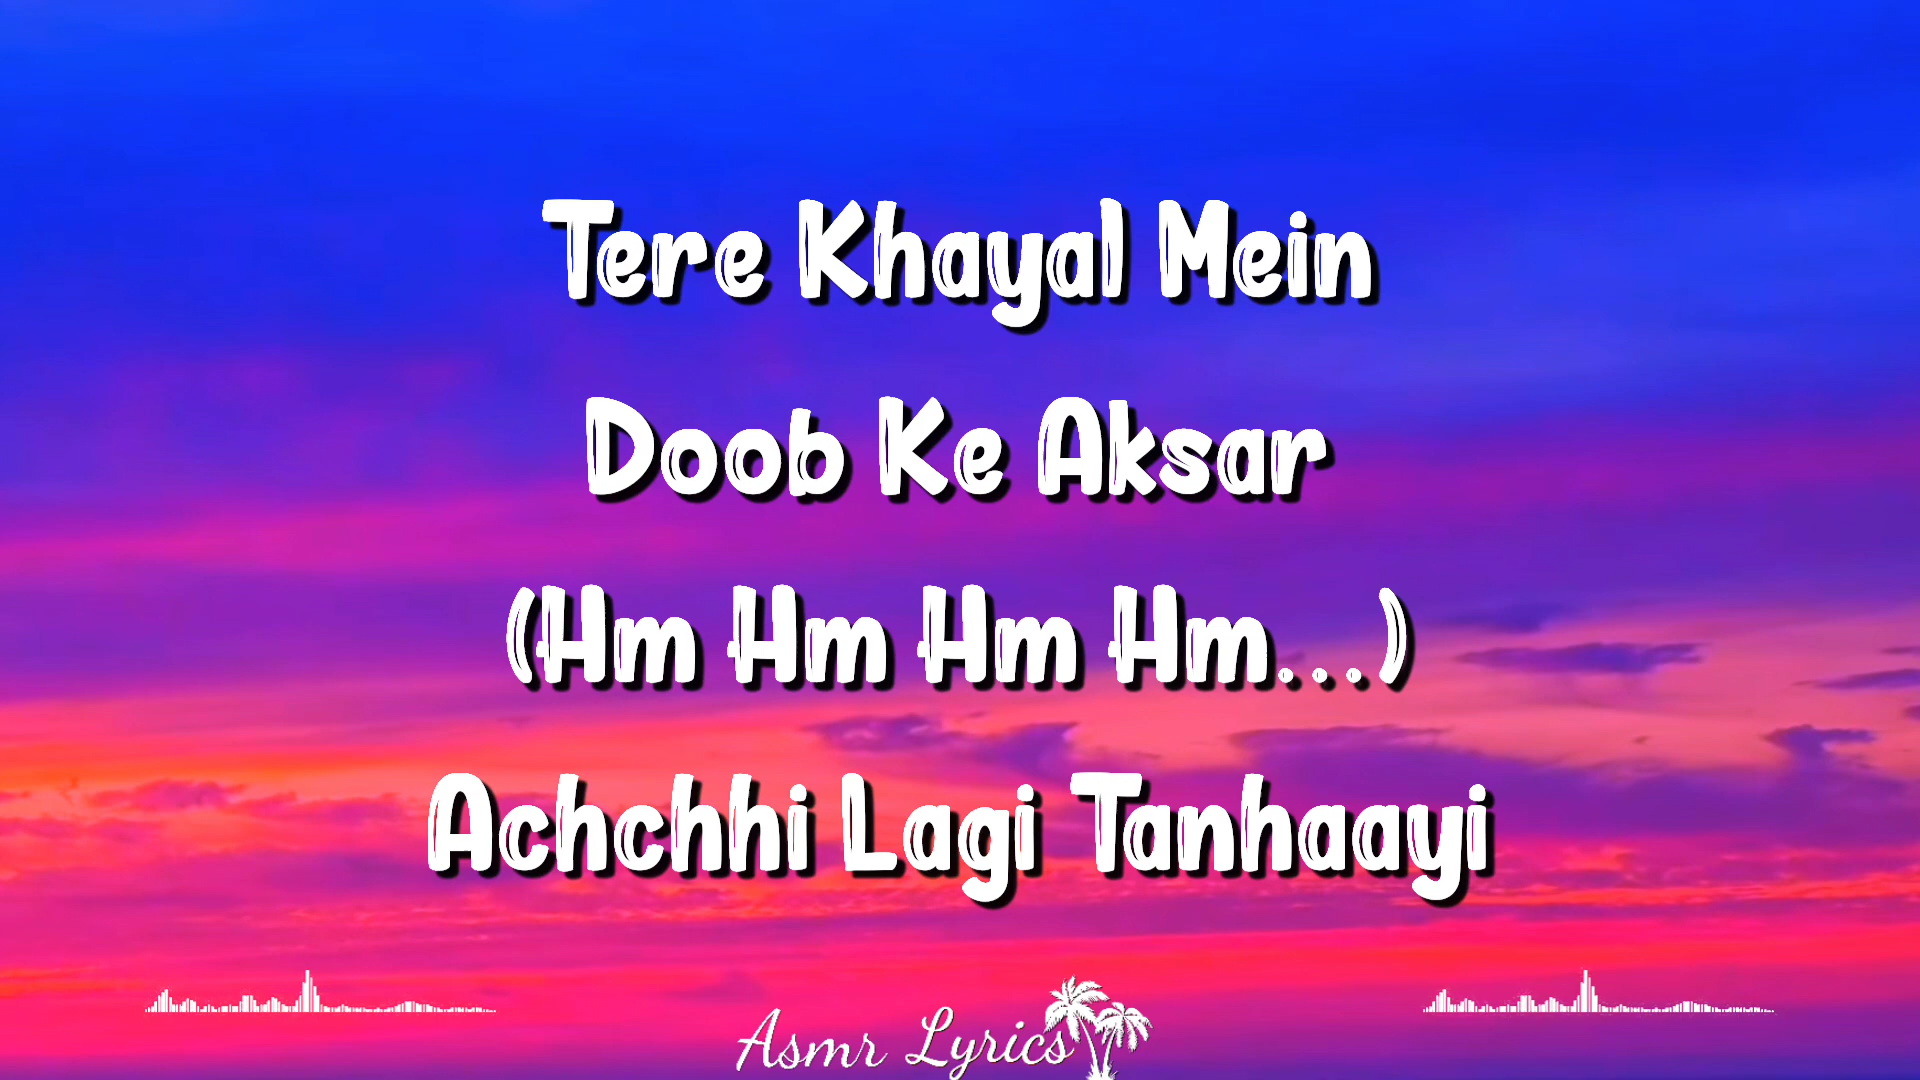 Tere Khayal Mein
Doob Ke Aksar
(Hm Hm Hm Hm...)
Achchhi Lagi Tanhaayi
Asmr Lyrics